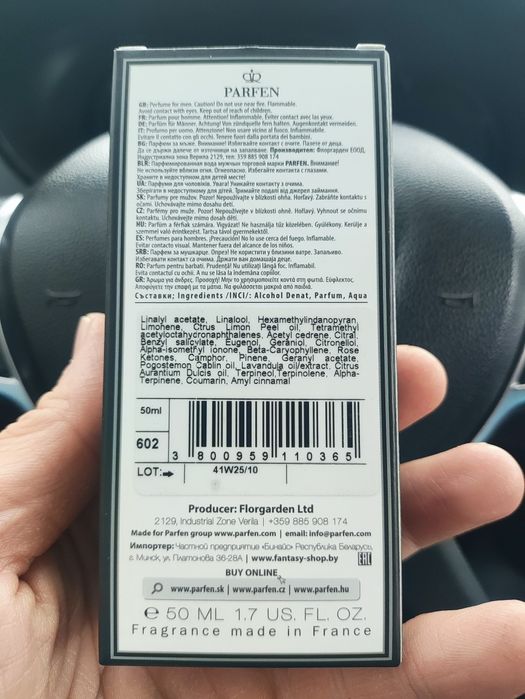 PARFEN
GB: Perfume for men. Caution! Do not use near fire. Flammable.
Avoid contact with eyes. Keep out of reach of children.
FR: Parfum pour homme. Attention! Inflammable. Éviter contact avec les yeux.
DE: Parfüm für Männer. Achtung! Von zündquelle fern halten. Augenkontakt vermeiden.
IT: Profumo per uomo. Attenzione! Non usare vicino al fuoco. Infiammabile.
Evitare il contatto con gli occhi. Tenere fuori dalla portata dei bambini.
BG: Парфюм за мъже. Внимание! Огнеопасно. Избягвайте контакт с очите. Пазете от деца.
Да се държи далече от източници на запалване. Производител: Флоргарден ЕООД,
Индустриална зона Верила 2129, тел: 359 885 908 174
BLR: Парфюмированная вода мужская торговой марки PARFEN. Внимание!
Не используйте вблизи огня. Огнеопасно. Избегайте контакта с глазами.
Храните в недоступном для детей месте!
UA: Парфуми для чоловіків. Увага! Уникайте контакту з очима.
Зберігати в недоступному для дітей. Тримайте подалі від джерел займання.
SK: Parfumy pre mužov. Pozor! Nepoužívajte v blízkosti ohňa. Horľavý. Zabráňte kontaktu s
očami. Uchovávajte mimo dosahu detí.
CZ: Parfémy pro muže. Pozor! Nepoužívejte v blízkosti ohně. Hořlavý. Vyhnout se očnímu
kontaktu. Uchovávejte mimo dosah dětí.
HU: Parfüm a férfiak számára. Vigyázat! Ne használja tűz közelében. Gyúlékony. Kerülje a
szemmel való érintkezést. Tartsa távol gyermekektől.
ES: Perfumes para hombres. ¡Precaución! No lo use cerca del fuego. Inflamable.
Evitar contacto visual. Mantener fuera del alcance de los niños.
SRB: Парфем за мушкарце. Опрез! Не користити у близини ватре. Запаљиво.
Избегавати контакт са очима. Држати ван домашаја деце.
RO: Parfum pentru barbati. Prudență! Nu utilizați lângă foc. Inflamabil.
Evita contactul cu ochii. A nu se lăsa la îndemâna copiilor.
GR: Άρωμα για άνδρες. Προσοχή! Μην το χρησιμοποιείτε κοντά στη φωτιά. Εύφλεκτος.
Αποφεύγετε την επαφή με τα μάτια. Να φυλάσσεται μακριά από παιδιά.
Съставки; Ingredients /INCI/: Alcohol Denat, Parfum, Aqua
Linalyl acetate, Linalool, Hexamethylindanopyran,
Limonene, Citrus Limon Peel oil, Tetramethyl
acetyloctahycronaphthalenes, Acetyl cedrene, Citral,
Benzyl salicylate, Eugenol, Geraniol, Citronellol,
Alpha-isometryl ionone, Beta-Caryophyllene, Rose
Ketones, Camphor, Pinene, Geranyl acetate,
Pogostemon Cablin oil, Lavandula oil/extract, Citrus
Aurantium Dulcis oil, Terpineol,Terpinolene, Alpha-
Terpinene, Coumarin, Amyl cinnamal
50ml
602
LOT:
3 800959 110365
41W25/10
Producer: Florgarden Ltd
2129, Industrial Zone Verila | +359 885 908 174
Made for Parfen group www.parfen.com | email: info@parfen.com
Импортер: Частной предприятие «Бинайс» Республика Беларусь,
г. Минск, ул. Платонова 36-28А | www.fantasy-shop.by EAC
BUY ONLINE
www.parfen.sk | www.parfen.cz | www.parfen.hu
e 50 ML 1.7 US. FL. OZ.
Fragrance made in France